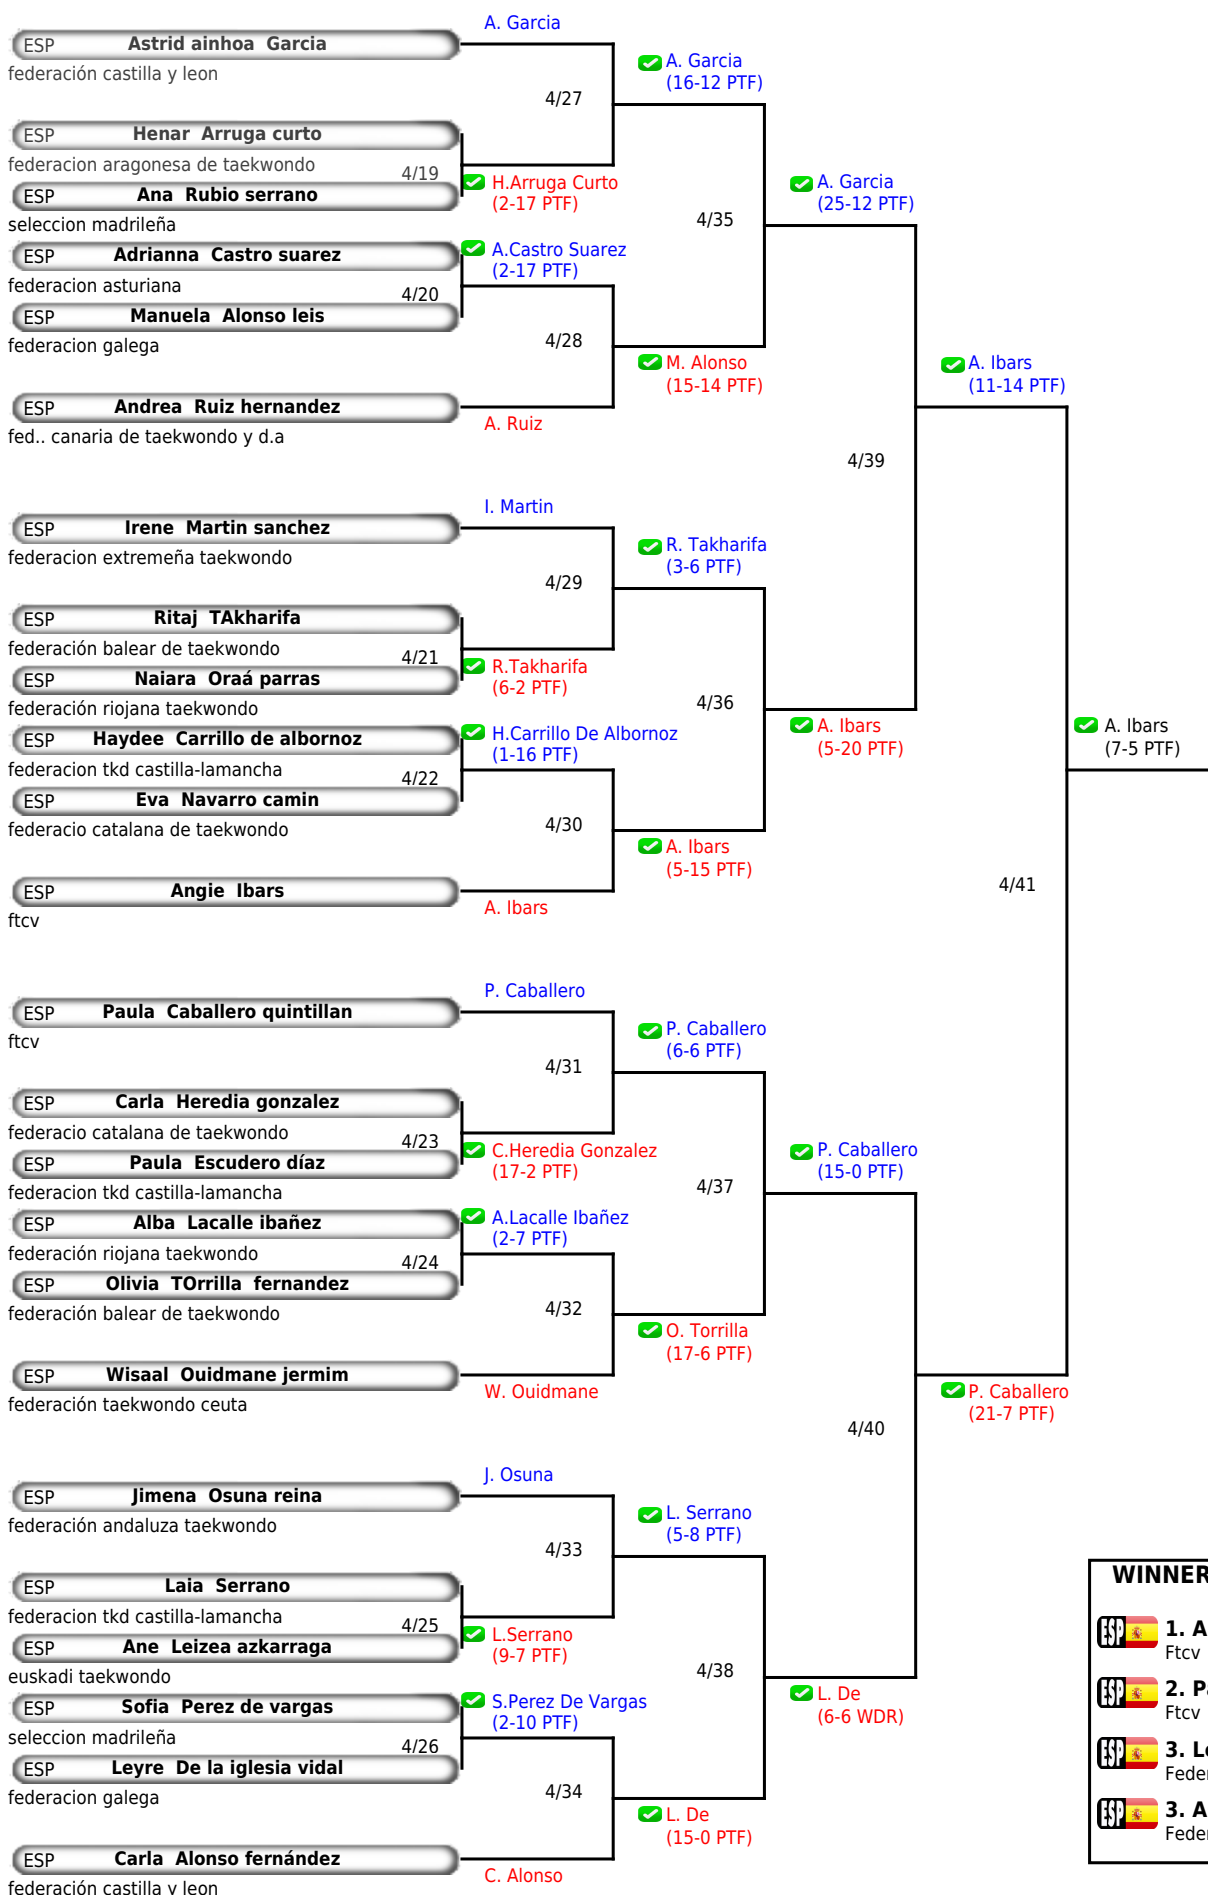 A. Garcia
ESP Astrid ainhoa Garcia
federación castilla y leon
A. Garcia
(16-12 PTF)
4/27
ESP Henar Arruga curto
federacion aragonesa de taekwondo
4/19
H.Arruga Curto
(2-17 PTF)
ESP Ana Rubio serrano
seleccion madrileña
A. Garcia
(25-12 PTF)
4/35
ESP Adrianna Castro suarez
federacion asturiana
A.Castro Suarez
(2-17 PTF)
4/20
ESP Manuela Alonso leis
federacion galega
4/28
M. Alonso
(15-14 PTF)
A. Ibars
(11-14 PTF)
ESP Andrea Ruiz hernandez
fed.. canaria de taekwondo y d.a
A. Ruiz
4/39
I. Martin
ESP Irene Martin sanchez
federacion extremeña taekwondo
R. Takharifa
(3-6 PTF)
4/29
ESP Ritaj TAkharifa
federación balear de taekwondo
4/21
R.Takharifa
(6-2 PTF)
ESP Naiara Oraá parras
federación riojana taekwondo
4/36
A. Ibars
(5-20 PTF)
A. Ibars
(7-5 PTF)
ESP Haydee Carrillo de albornoz
federacion tkd castilla-lamancha
H.Carrillo De Albornoz
(1-16 PTF)
4/22
ESP Eva Navarro camin
federacio catalana de taekwondo
4/30
A. Ibars
(5-15 PTF)
ESP Angie Ibars
ftcv
A. Ibars
4/41
P. Caballero
ESP Paula Caballero quintillan
ftcv
P. Caballero
(6-6 PTF)
4/31
ESP Carla Heredia gonzalez
federacio catalana de taekwondo
4/23
C.Heredia Gonzalez
(17-2 PTF)
ESP Paula Escudero díaz
federacion tkd castilla-lamancha
P. Caballero
(15-0 PTF)
4/37
ESP Alba Lacalle ibañez
federación riojana taekwondo
A.Lacalle Ibañez
(2-7 PTF)
4/24
ESP Olivia TOrrilla fernandez
federación balear de taekwondo
4/32
O. Torrilla
(17-6 PTF)
ESP Wisaal Ouidmane jermim
federación taekwondo ceuta
W. Ouidmane
P. Caballero
(21-7 PTF)
4/40
J. Osuna
ESP Jimena Osuna reina
federación andaluza taekwondo
L. Serrano
(5-8 PTF)
4/33
ESP Laia Serrano
federacion tkd castilla-lamancha
4/25
L.Serrano
(9-7 PTF)
ESP Ane Leizea azkarraga
euskadi taekwondo
4/38
L. De
(6-6 WDR)
ESP Sofia Perez de vargas
seleccion madrileña
S.Perez De Vargas
(2-10 PTF)
4/26
ESP Leyre De la iglesia vidal
federacion galega
4/34
L. De
(15-0 PTF)
ESP Carla Alonso fernández
federación castilla y leon
C. Alonso
WINNER
ESP 1. A
Ftcv
ESP 2. Pa
Ftcv
ESP 3. Le
Feder
ESP 3. A
Feder